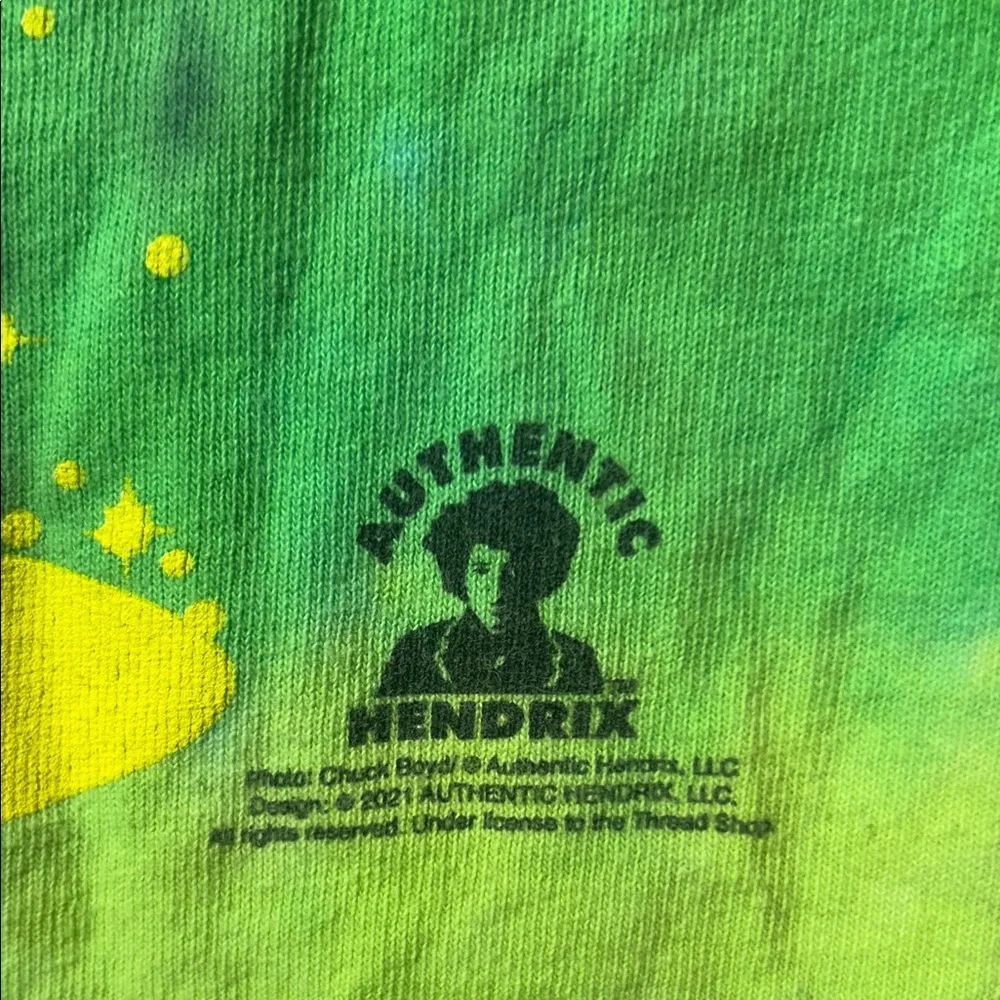 AUTHENTIC
HENDRIX™
Photo: Chuck Boyd/ © Authentic Hendrix, LLC
Design: © 2021 AUTHENTIC HENDRIX, LLC.
All rights reserved. Under license to the Thread Shop.